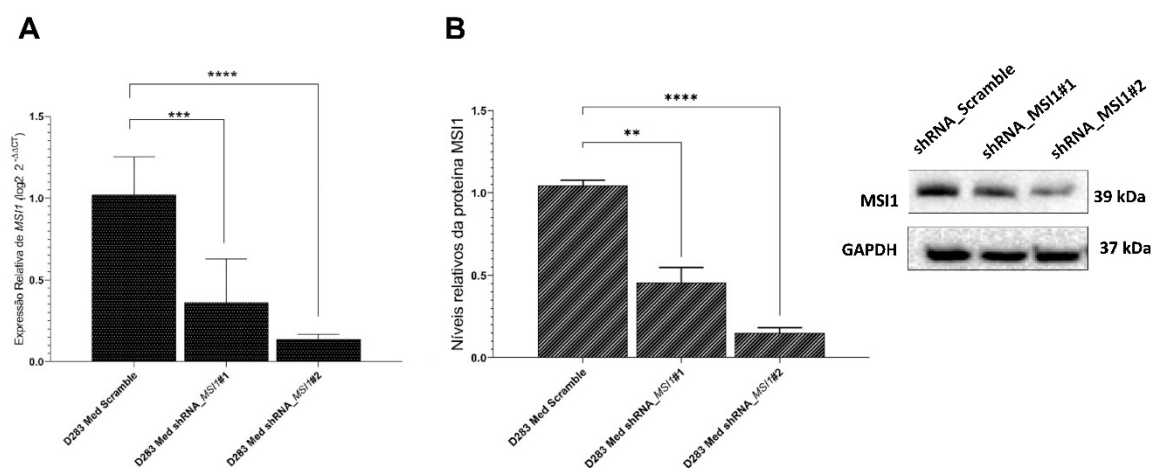 A
Expressão Relativa de MSI1 (log2 2^-ΔΔCT)
1.5
1.0
0.5
0.0
****
***
D283 Med Scramble
D283 Med shRNA_MSI1#1
D283 Med shRNA_MSI1#2
B
Níveis relativos da proteína MSI1
1.5
1.0
0.5
0.0
****
**
D283 Med Scramble
D283 Med shRNA_MSI1#1
D283 Med shRNA_MSI1#2
shRNA_Scramble
shRNA_MSI1#1
shRNA_MSI1#2
MSI1
39 kDa
GAPDH
37 kDa